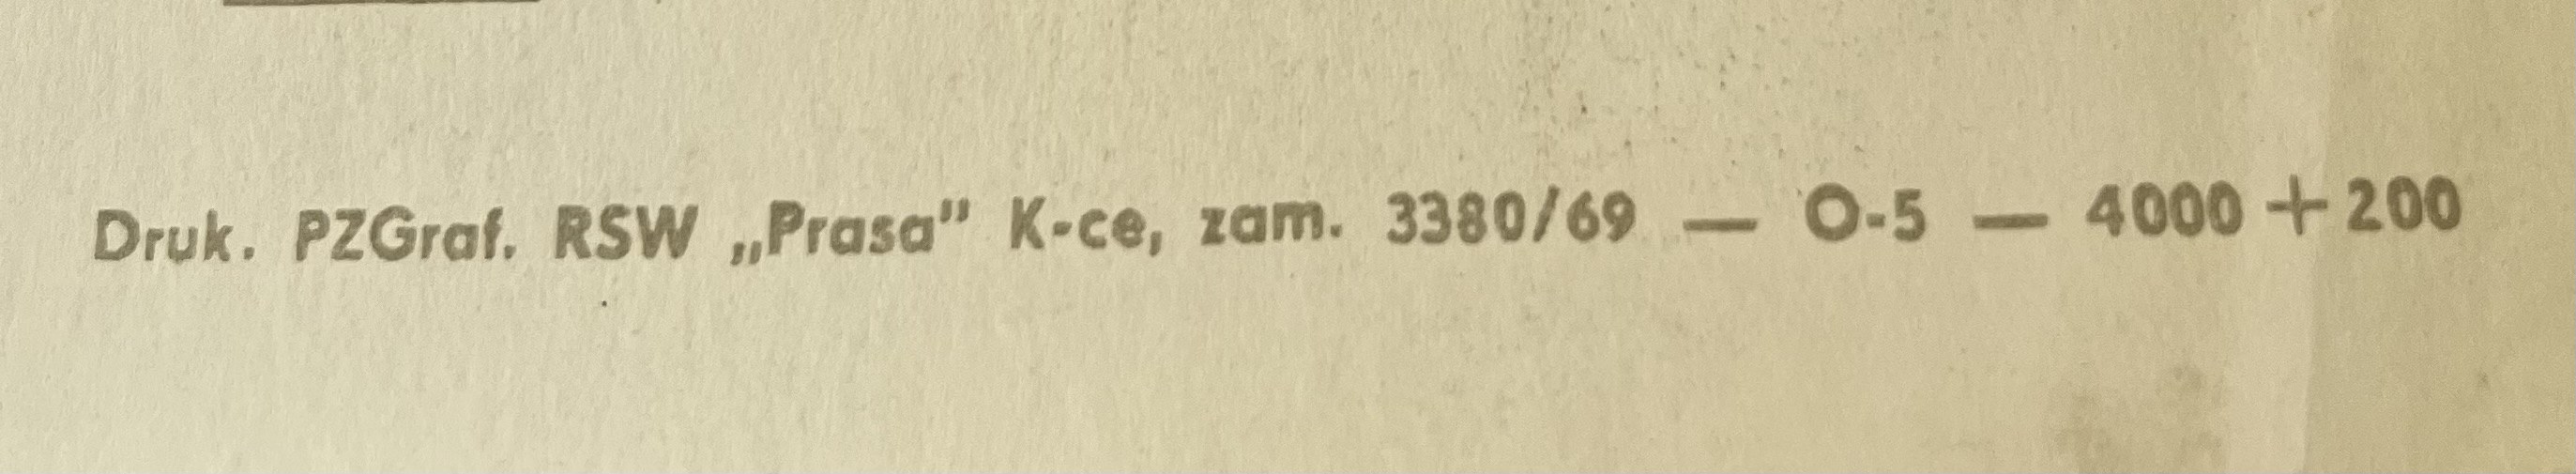 Druk. PZGraf. RSW „Prasa” K-ce, zam. 3380/69 — O-5 — 4000 + 200